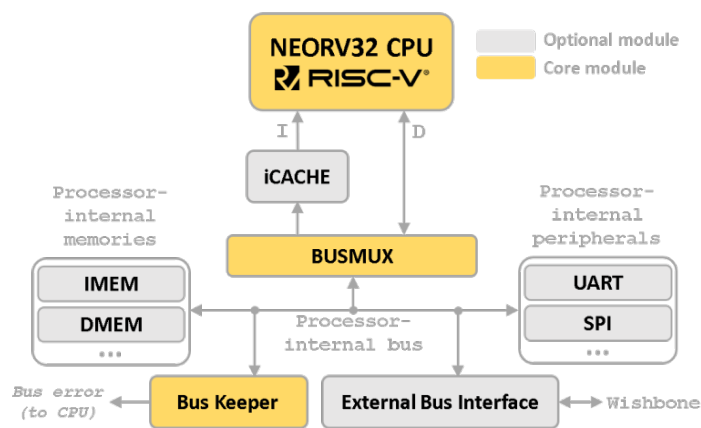 NEORV32 CPU
RISC-V®
Optional module
Core module
I
D
iCACHE
Processor-
internal
memories
Processor-
internal
peripherals
BUSMUX
IMEM
DMEM
...
UART
SPI
...
Processor-
internal bus
Bus error
(to CPU)
Bus Keeper
External Bus Interface
Wishbone